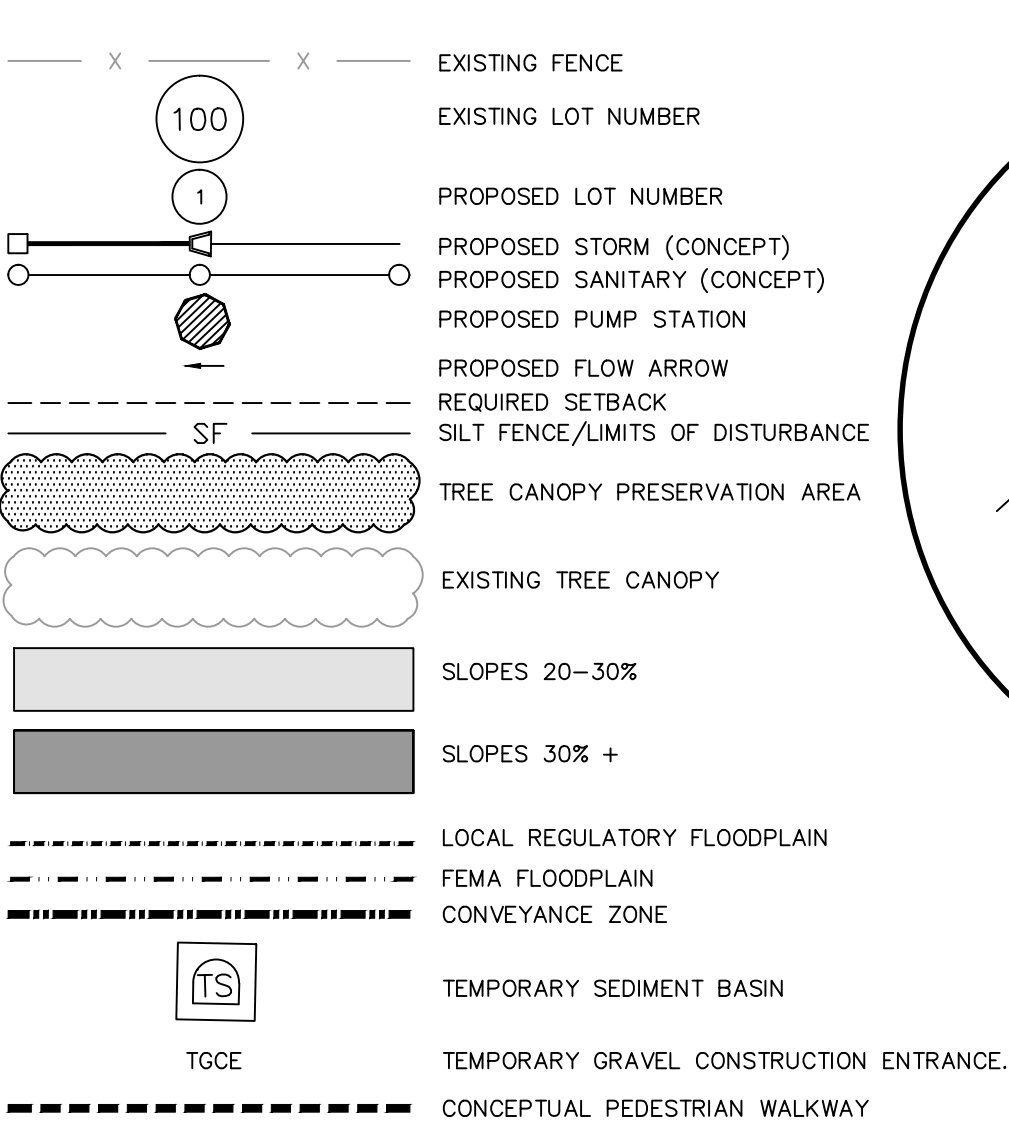 X X EXISTING FENCE
100 EXISTING LOT NUMBER
1 PROPOSED LOT NUMBER
PROPOSED STORM (CONCEPT)
PROPOSED SANITARY (CONCEPT)
PROPOSED PUMP STATION
PROPOSED FLOW ARROW
REQUIRED SETBACK
SF SILT FENCE/LIMITS OF DISTURBANCE
TREE CANOPY PRESERVATION AREA
EXISTING TREE CANOPY
SLOPES 20-30%
SLOPES 30% +
LOCAL REGULATORY FLOODPLAIN
FEMA FLOODPLAIN
CONVEYANCE ZONE
TS TEMPORARY SEDIMENT BASIN
TGCE TEMPORARY GRAVEL CONSTRUCTION ENTRANCE.
CONCEPTUAL PEDESTRIAN WALKWAY